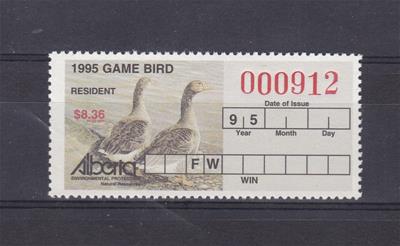 1995 GAME BIRD
RESIDENT
$8.36
000912
Date of Issue
9 5
Year Month Day
Alberta
ENVIRONMENTAL PROTECTION
Natural Resources
F W
WIN